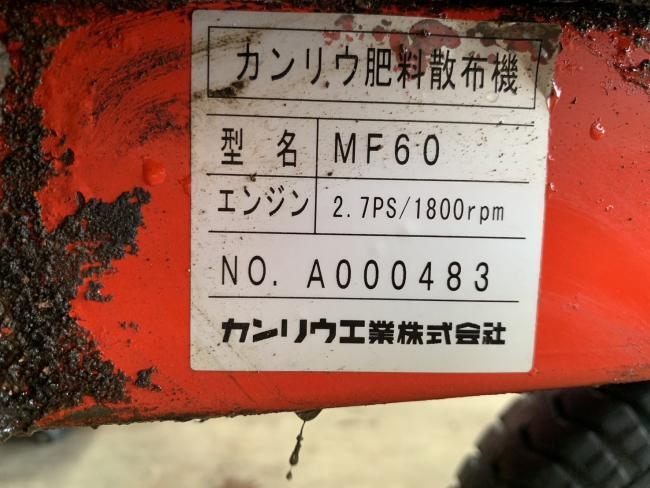 カンリウ肥料散布機
型名 MF60
エンジン 2.7PS/1800rpm
NO. A000483
カンリウ工業株式会社